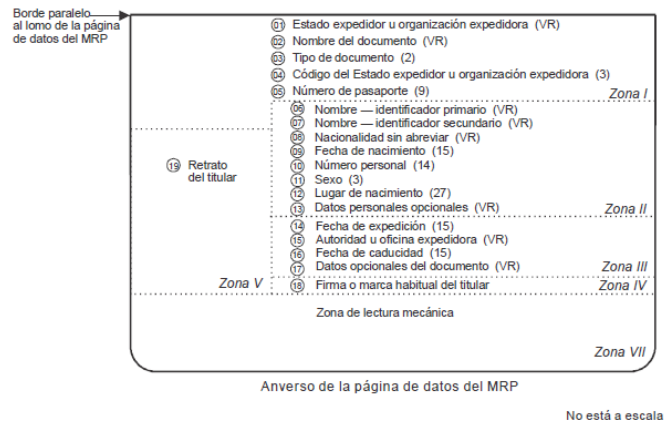 Borde paralelo
al lomo de la página
de datos del MRP
01 Estado expedidor u organización expedidora (VR)
02 Nombre del documento (VR)
03 Tipo de documento (2)
04 Código del Estado expedidor u organización expedidora (3)
05 Número de pasaporte (9)
Zona I
06 Nombre — identificador primario (VR)
07 Nombre — identificador secundario (VR)
08 Nacionalidad sin abreviar (VR)
09 Fecha de nacimiento (15)
10 Número personal (14)
11 Sexo (3)
12 Lugar de nacimiento (27)
13 Datos personales opcionales (VR)
Zona II
19 Retrato
del titular
Zona V
14 Fecha de expedición (15)
15 Autoridad u oficina expedidora (VR)
16 Fecha de caducidad (15)
17 Datos opcionales del documento (VR)
Zona III
18 Firma o marca habitual del titular
Zona IV
Zona de lectura mecánica
Zona VII
Anverso de la página de datos del MRP
No está a escala